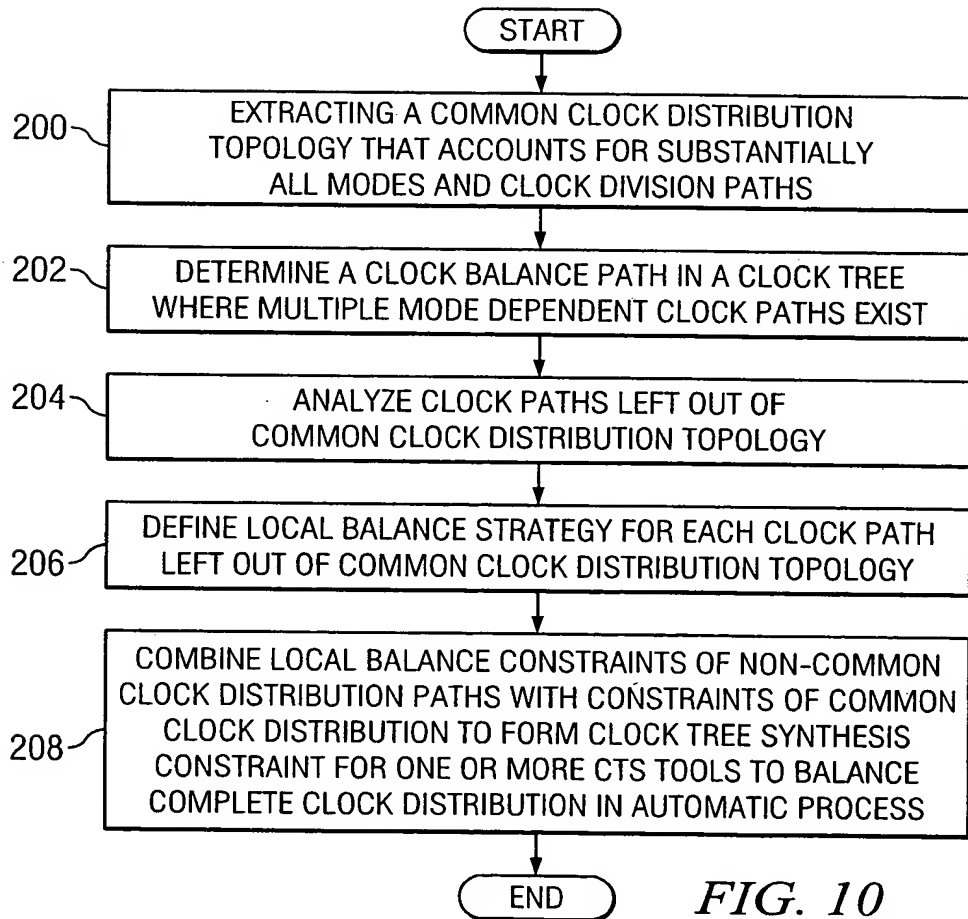 START
200
EXTRACTING A COMMON CLOCK DISTRIBUTION
TOPOLOGY THAT ACCOUNTS FOR SUBSTANTIALLY
ALL MODES AND CLOCK DIVISION PATHS
202
DETERMINE A CLOCK BALANCE PATH IN A CLOCK TREE
WHERE MULTIPLE MODE DEPENDENT CLOCK PATHS EXIST
204
ANALYZE CLOCK PATHS LEFT OUT OF
COMMON CLOCK DISTRIBUTION TOPOLOGY
206
DEFINE LOCAL BALANCE STRATEGY FOR EACH CLOCK PATH
LEFT OUT OF COMMON CLOCK DISTRIBUTION TOPOLOGY
208
COMBINE LOCAL BALANCE CONSTRAINTS OF NON-COMMON
CLOCK DISTRIBUTION PATHS WITH CONSTRAINTS OF COMMON
CLOCK DISTRIBUTION TO FORM CLOCK TREE SYNTHESIS
CONSTRAINT FOR ONE OR MORE CTS TOOLS TO BALANCE
COMPLETE CLOCK DISTRIBUTION IN AUTOMATIC PROCESS
END
FIG. 10